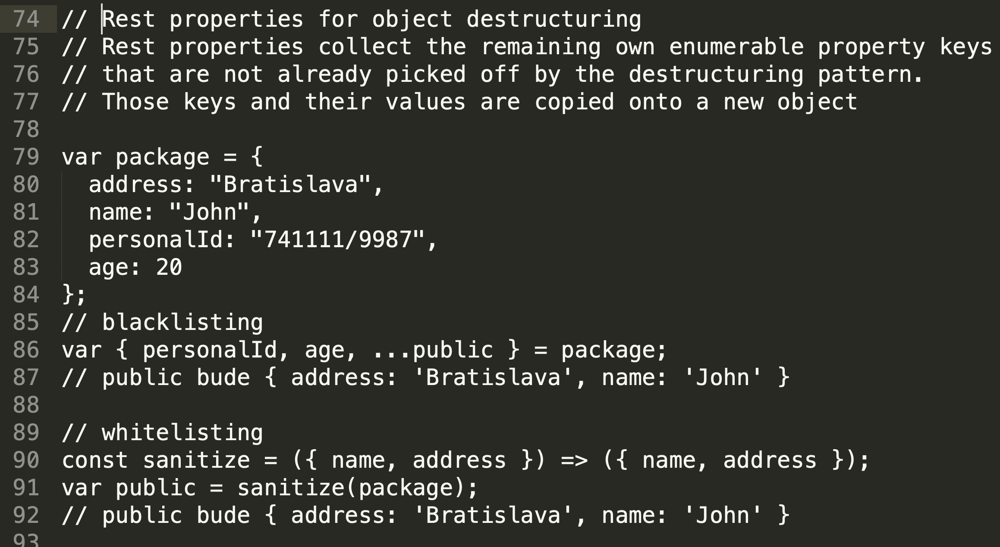 74 // Rest properties for object destructuring
75 // Rest properties collect the remaining own enumerable property keys
76 // that are not already picked off by the destructuring pattern.
77 // Those keys and their values are copied onto a new object
78
79 var package = {
80   address: "Bratislava",
81   name: "John",
82   personalId: "741111/9987",
83   age: 20
84 };
85 // blacklisting
86 var { personalId, age, ...public } = package;
87 // public bude { address: 'Bratislava', name: 'John' }
88
89 // whitelisting
90 const sanitize = ({ name, address }) => ({ name, address });
91 var public = sanitize(package);
92 // public bude { address: 'Bratislava', name: 'John' }
93